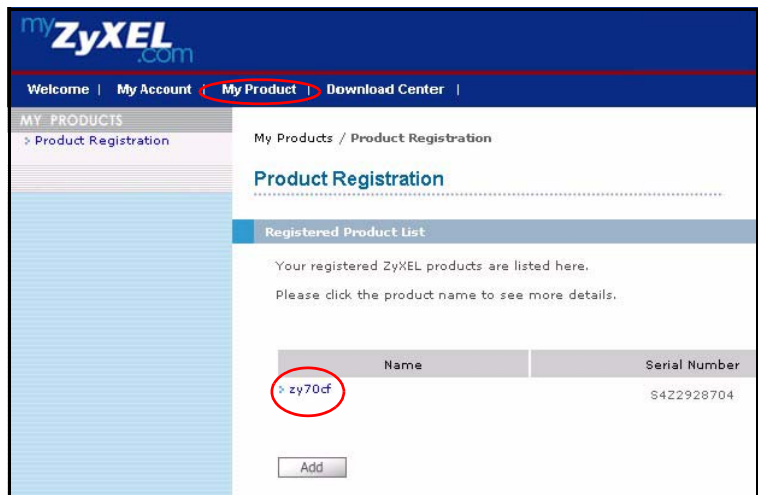 myZyXEL.com
Welcome | My Account | My Product | Download Center |
MY PRODUCTS
Product Registration
My Products / Product Registration
Product Registration
Registered Product List
Your registered ZyXEL products are listed here.
Please click the product name to see more details.
Name Serial Number
zy70cf S4Z2928704
Add